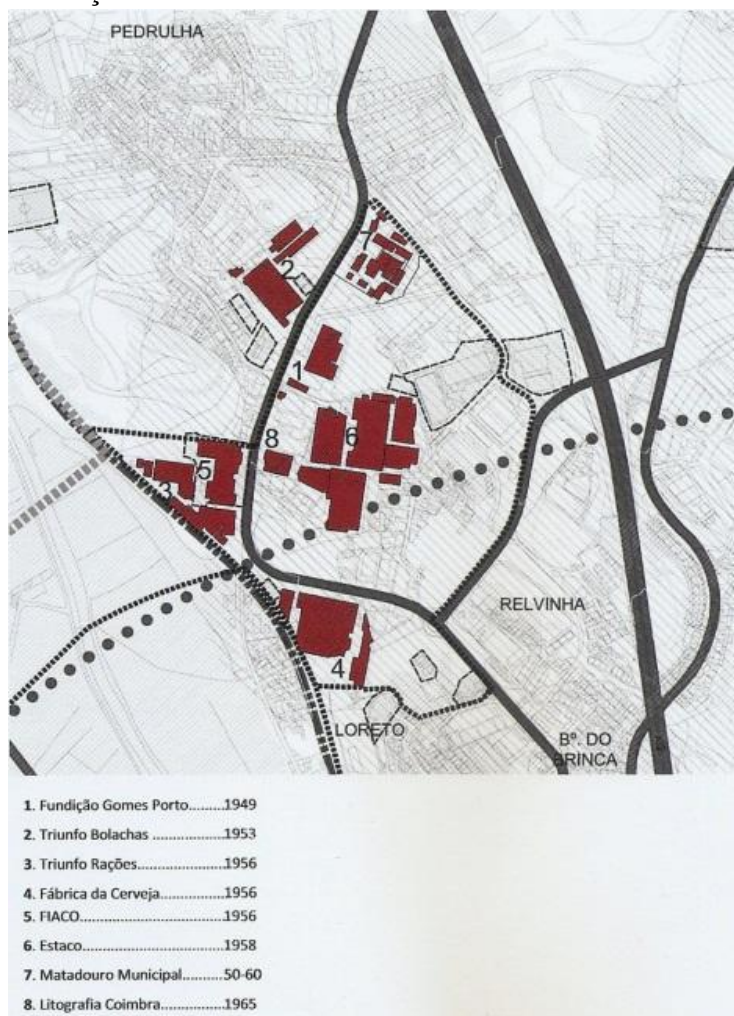 PEDRULHA
7
2
1
8
6
5
3
RELVINHA
4
LORETO
Bº. DO
BRINCA
1. Fundição Gomes Porto.........1949
2. Triunfo Bolachas ..................1953
3. Triunfo Rações.......................1956
4. Fábrica da Cerveja.................1956
5. FIACO.....................................1956
6. Estaco.....................................1958
7. Matadouro Municipal..........50-60
8. Litografia Coimbra................1965